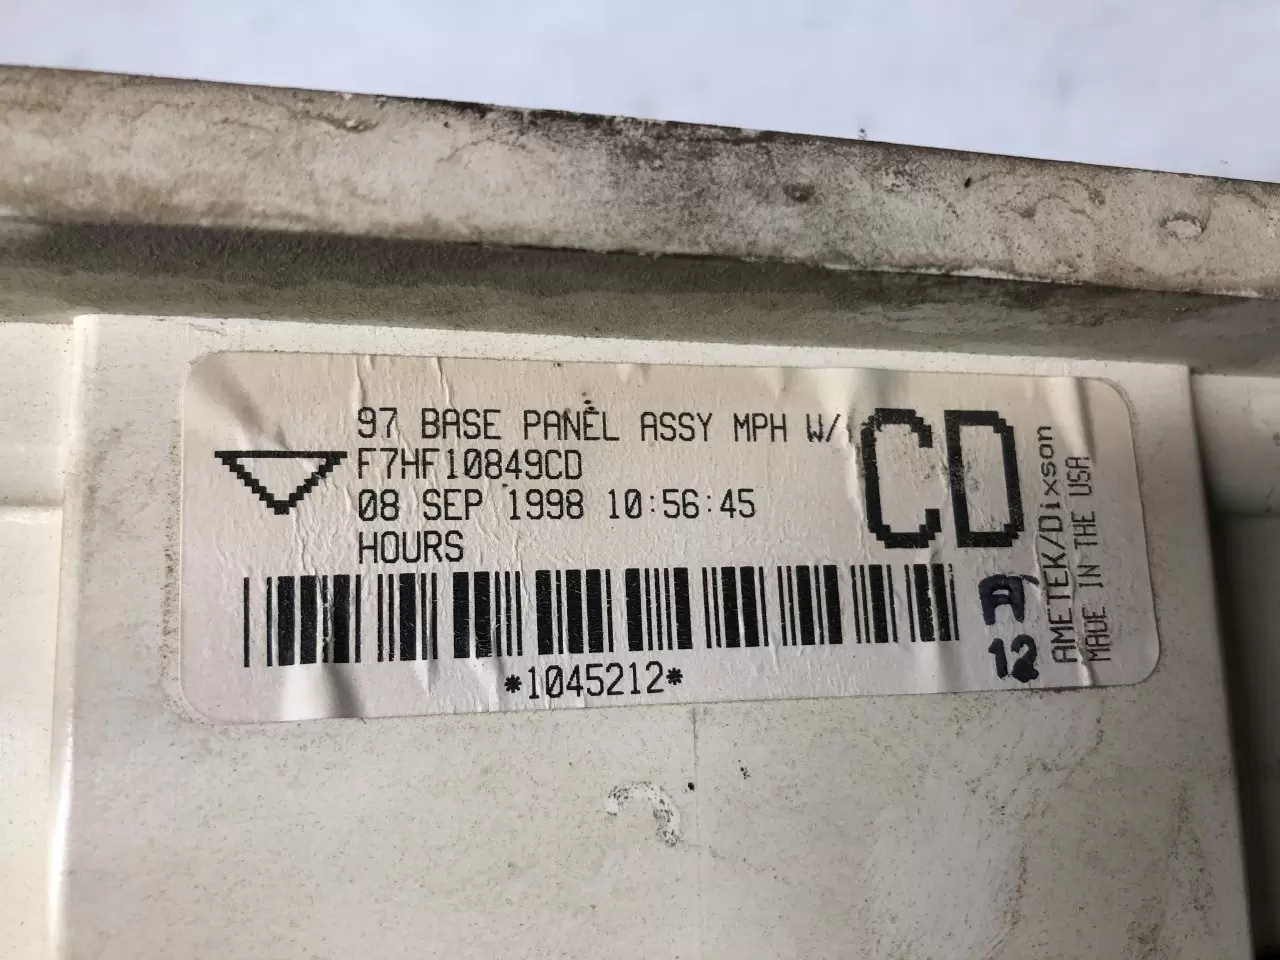 97 BASE PANEL ASSY MPH W/
F7HF10849CD
08 SEP 1998 10:56:45
HOURS
CD
*1045212*
A
12
AMETEK/Dixson
MADE IN THE USA